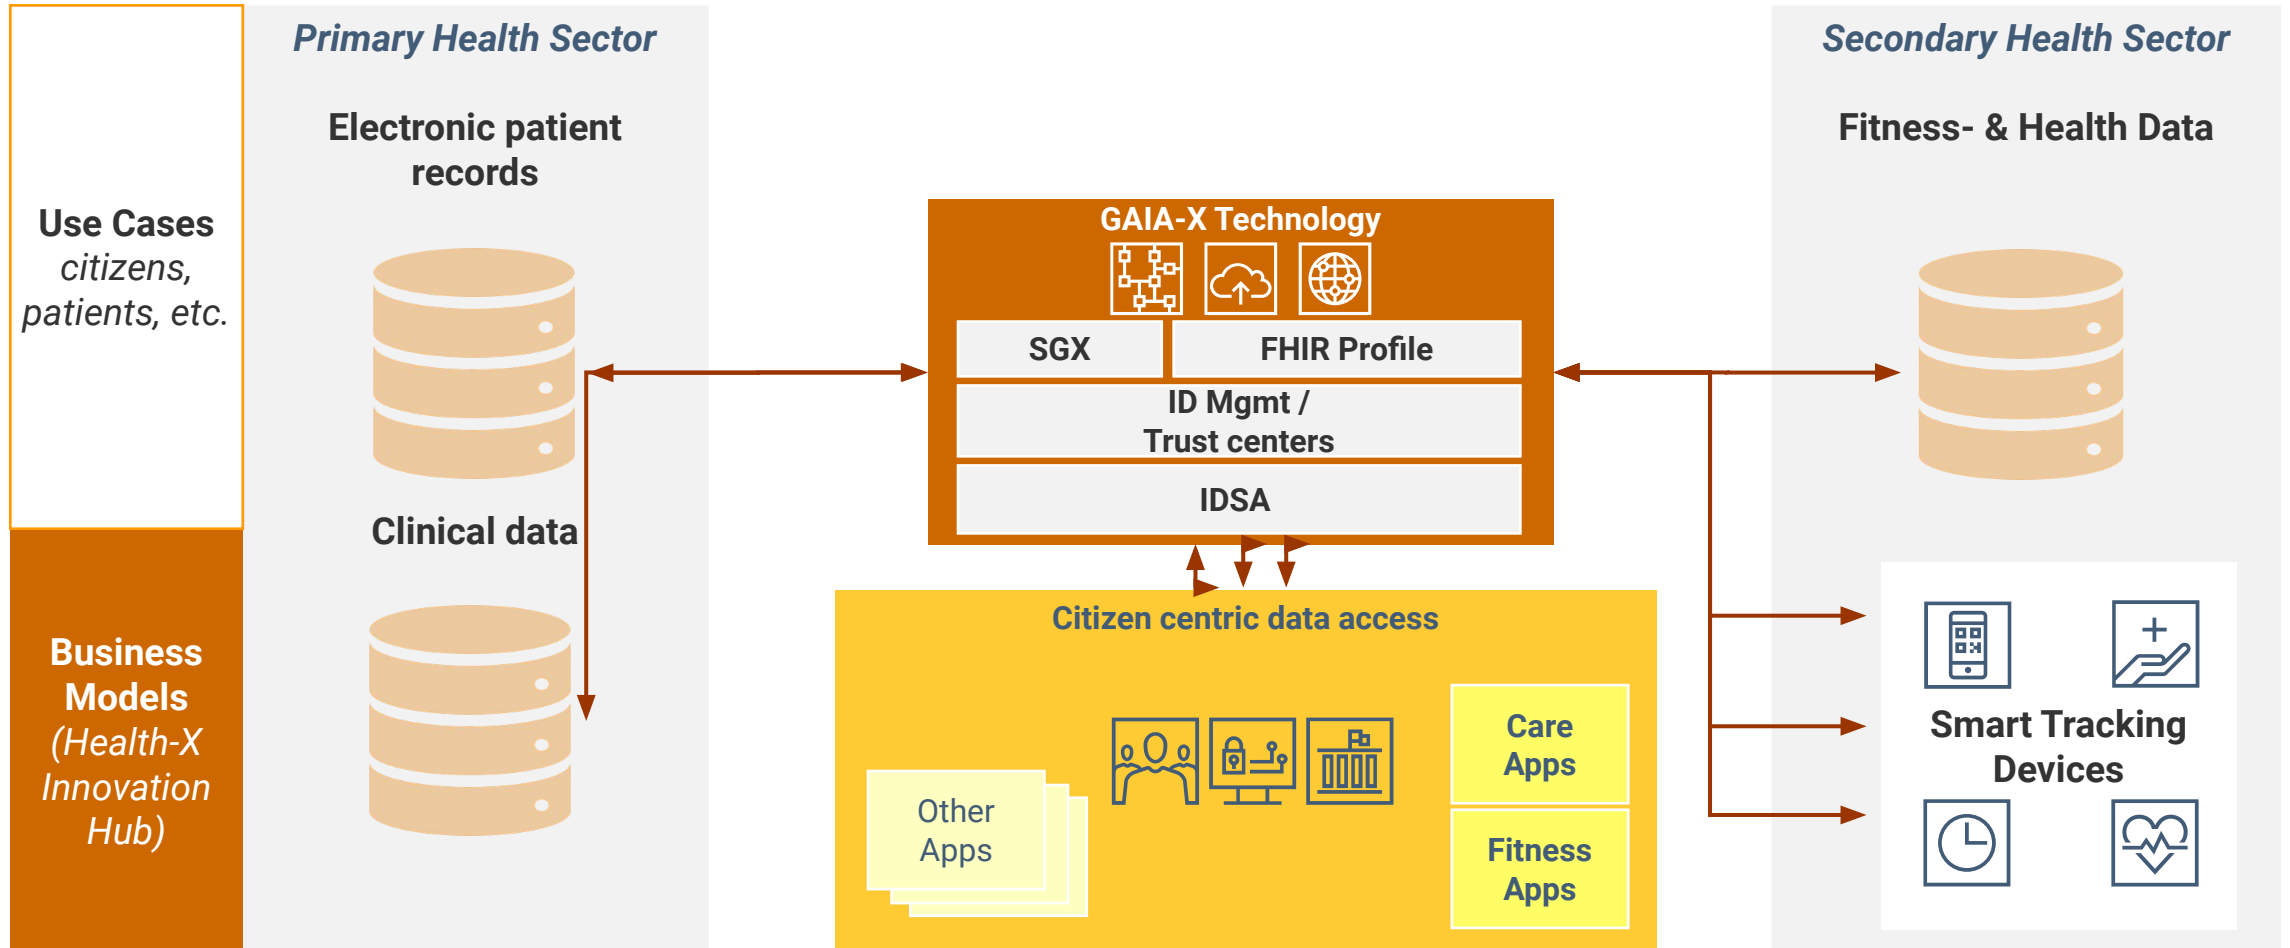 Use Cases
citizens,
patients, etc.
Business
Models
(Health-X
Innovation
Hub)
Primary Health Sector
Electronic patient
records
Clinical data
GAIA-X Technology
SGX
FHIR Profile
ID Mgmt /
Trust centers
IDSA
Citizen centric data access
Other
Apps
Care
Apps
Fitness
Apps
Secondary Health Sector
Fitness- & Health Data
Smart Tracking
Devices